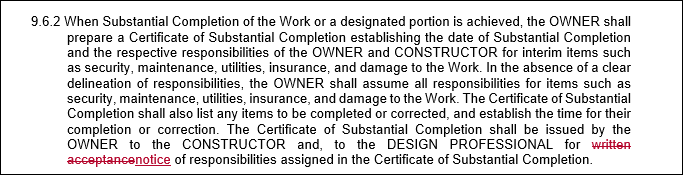 9.6.2 When Substantial Completion of the Work or a designated portion is achieved, the OWNER shall
prepare a Certificate of Substantial Completion establishing the date of Substantial Completion
and the respective responsibilities of the OWNER and CONSTRUCTOR for interim items such
as security, maintenance, utilities, insurance, and damage to the Work. In the absence of a clear
delineation of responsibilities, the OWNER shall assume all responsibilities for items such as
security, maintenance, utilities, insurance, and damage to the Work. The Certificate of Substantial
Completion shall also list any items to be completed or corrected, and establish the time for their
completion or correction. The Certificate of Substantial Completion shall be issued by the
OWNER to the CONSTRUCTOR and, to the DESIGN PROFESSIONAL for written
acceptancenotice of responsibilities assigned in the Certificate of Substantial Completion.